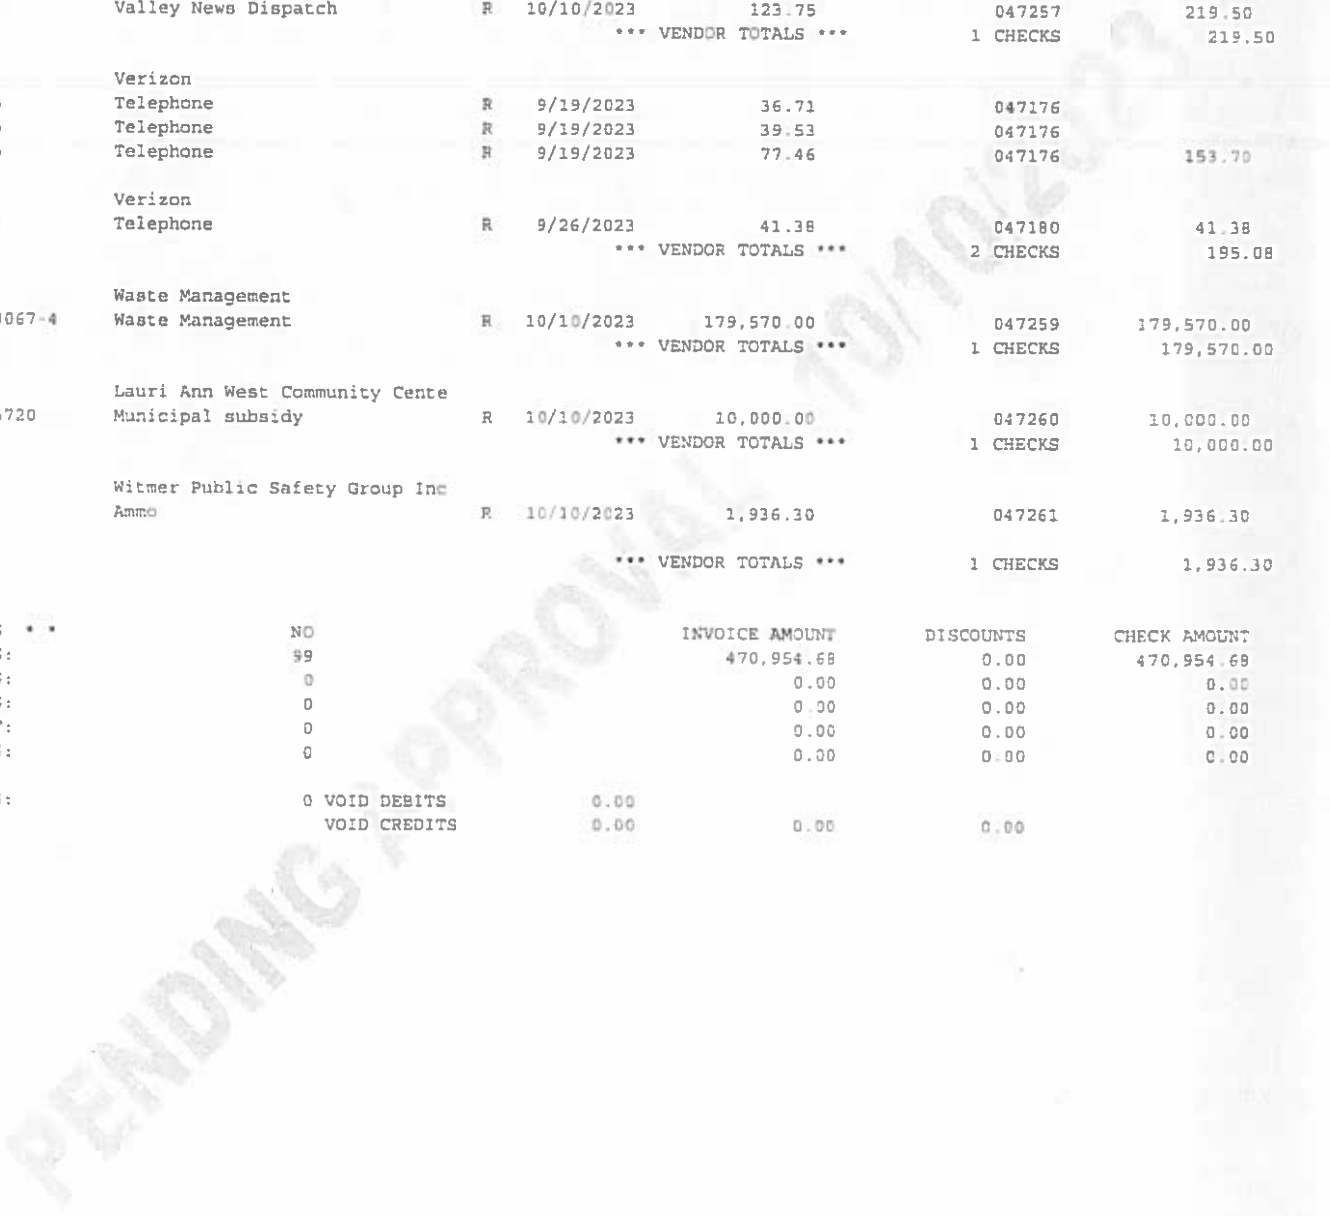 Valley News Dispatch R 10/10/2023 123.75 047257 219.50
*** VENDOR TOTALS *** 1 CHECKS 219.50
Verizon
Telephone R 9/19/2023 36.71 047176
Telephone R 9/19/2023 39.53 047176
Telephone R 9/19/2023 77.46 047176 153.70
Verizon
Telephone R 9/26/2023 41.38 047180 41.38
*** VENDOR TOTALS *** 2 CHECKS 195.08
Waste Management
067-4 Waste Management R 10/10/2023 179,570.00 047259 179,570.00
*** VENDOR TOTALS *** 1 CHECKS 179,570.00
Lauri Ann West Community Cente
720 Municipal subsidy R 10/10/2023 10,000.00 047260 10,000.00
*** VENDOR TOTALS *** 1 CHECKS 10,000.00
Witmer Public Safety Group Inc
Ammo R 10/10/2023 1,936.30 047261 1,936.30
*** VENDOR TOTALS *** 1 CHECKS 1,936.30
* * NO INVOICE AMOUNT DISCOUNTS CHECK AMOUNT
: 99 470,954.68 0.00 470,954.68
: 0 0.00 0.00 0.00
: 0 0.00 0.00 0.00
: 0 0.00 0.00 0.00
: 0 0.00 0.00 0.00
: 0 VOID DEBITS 0.00
VOID CREDITS 0.00 0.00 0.00
PENDING APPROVAL 10/10/2023